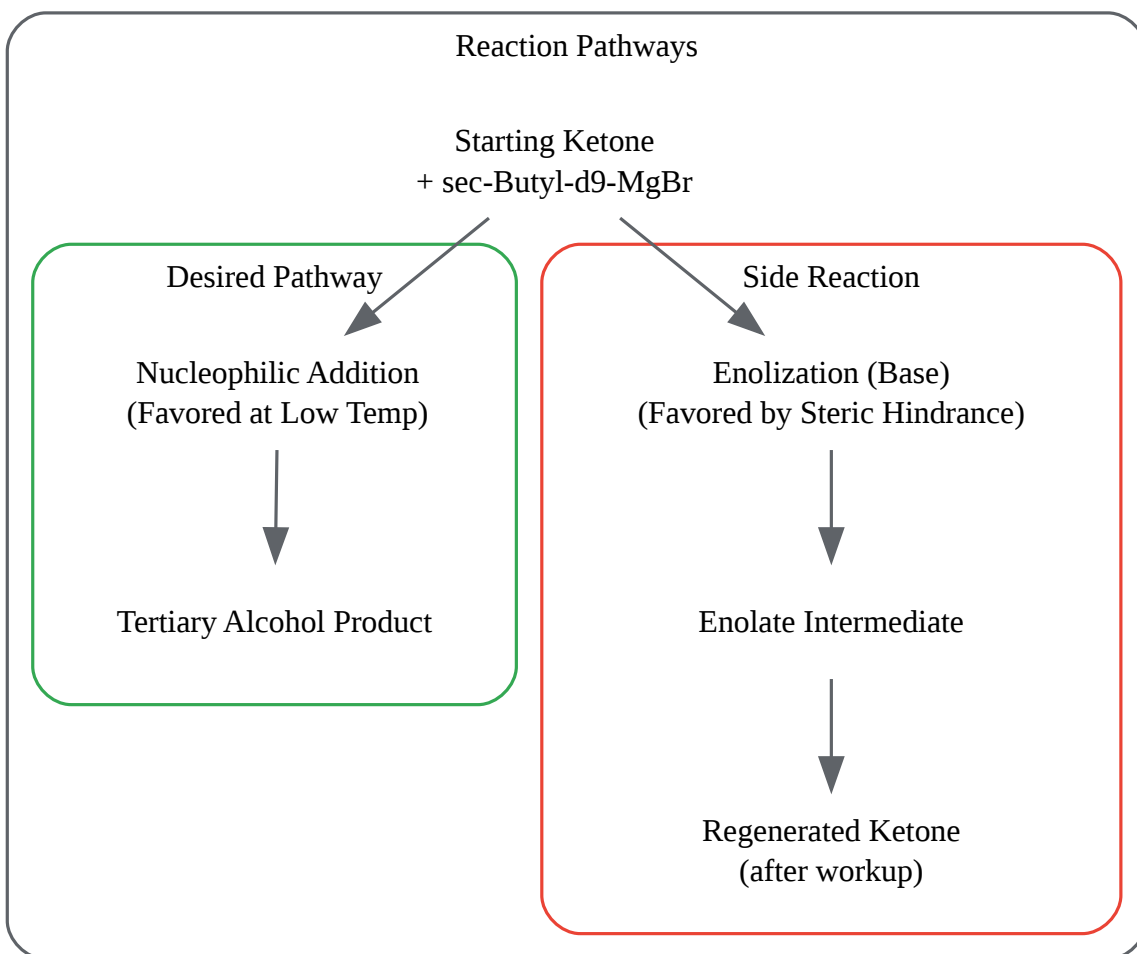 Reaction Pathways
Starting Ketone
+ sec-Butyl-d9-MgBr
Desired Pathway
Nucleophilic Addition
(Favored at Low Temp)
Tertiary Alcohol Product
Side Reaction
Enolization (Base)
(Favored by Steric Hindrance)
Enolate Intermediate
Regenerated Ketone
(after workup)